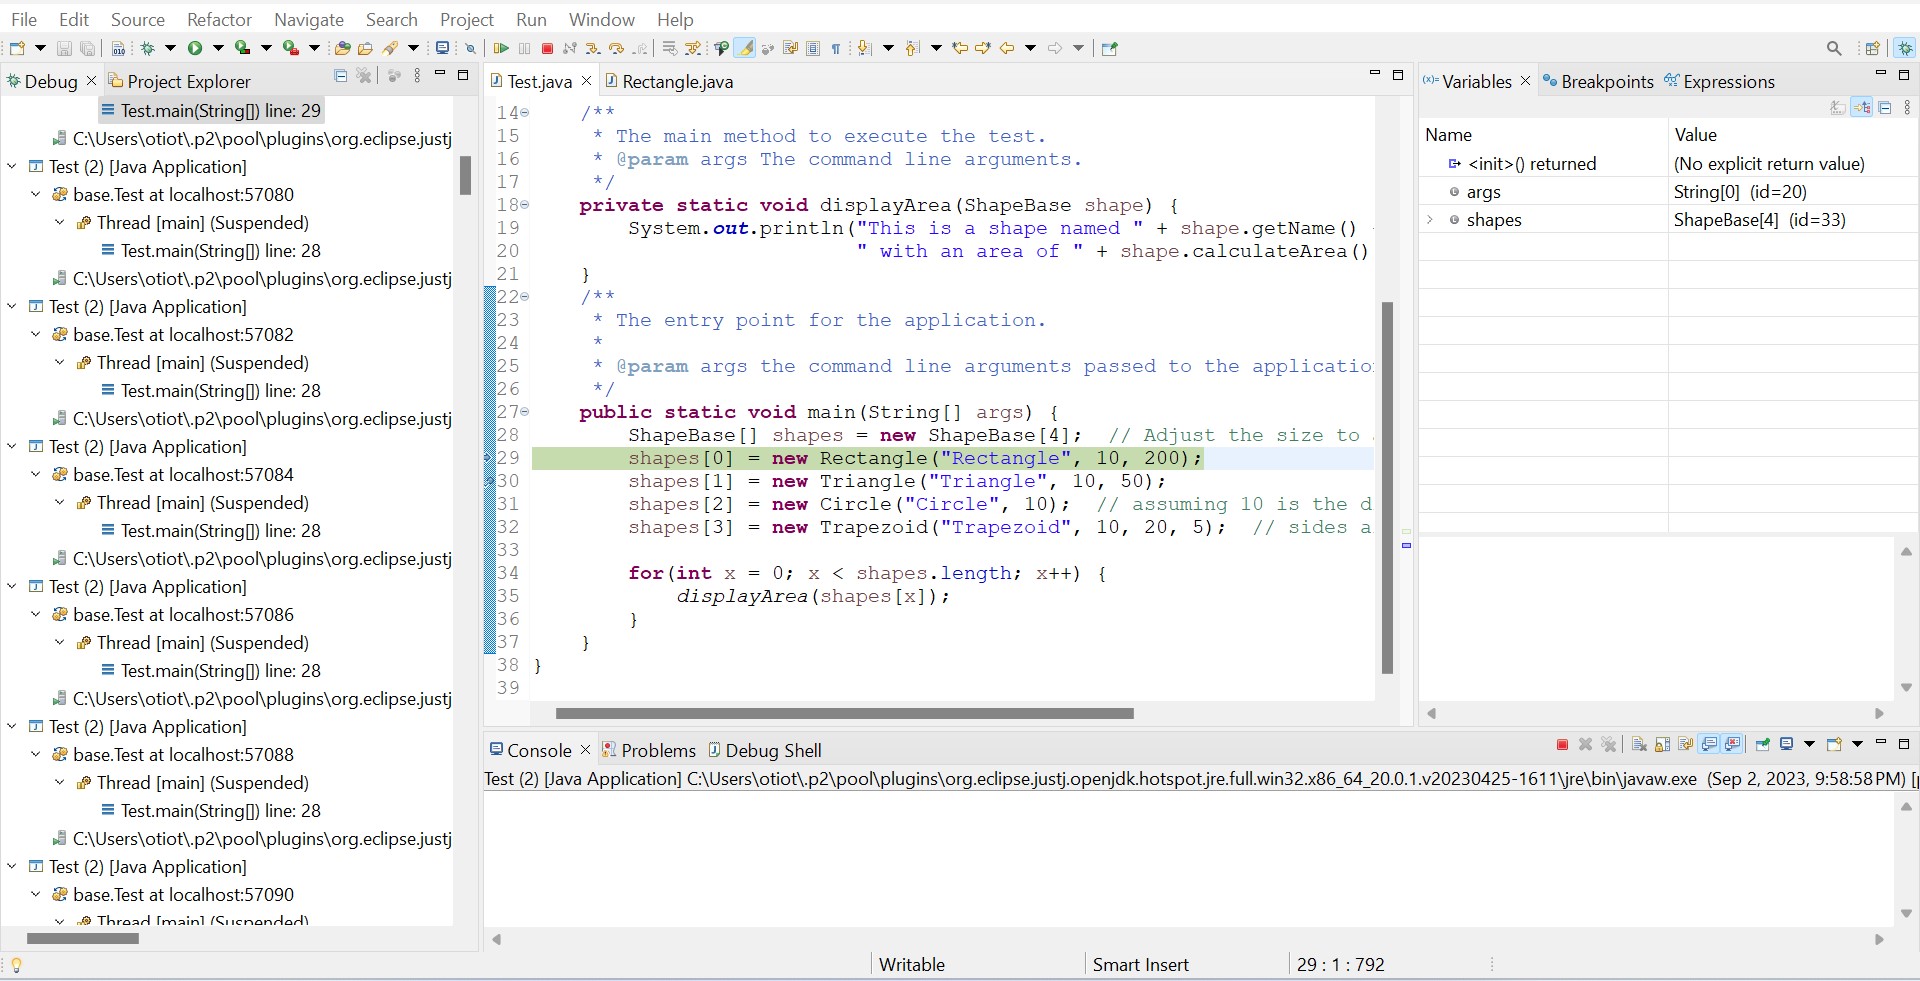 File Edit Source Refactor Navigate Search Project Run Window Help
Debug Project Explorer
Test.main(String[]) line: 29
C:\Users\otiot\.p2\pool\plugins\org.eclipse.justj
Test (2) [Java Application]
base.Test at localhost:57080
Thread [main] (Suspended)
Test.main(String[]) line: 28
C:\Users\otiot\.p2\pool\plugins\org.eclipse.justj
Test (2) [Java Application]
base.Test at localhost:57082
Thread [main] (Suspended)
Test.main(String[]) line: 28
C:\Users\otiot\.p2\pool\plugins\org.eclipse.justj
Test (2) [Java Application]
base.Test at localhost:57084
Thread [main] (Suspended)
Test.main(String[]) line: 28
C:\Users\otiot\.p2\pool\plugins\org.eclipse.justj
Test (2) [Java Application]
base.Test at localhost:57086
Thread [main] (Suspended)
Test.main(String[]) line: 28
C:\Users\otiot\.p2\pool\plugins\org.eclipse.justj
Test (2) [Java Application]
base.Test at localhost:57088
Thread [main] (Suspended)
Test.main(String[]) line: 28
C:\Users\otiot\.p2\pool\plugins\org.eclipse.justj
Test (2) [Java Application]
base.Test at localhost:57090
Thread [main] (Suspended)
Test.java Rectangle.java
14 /**
15 * The main method to execute the test.
16 * @param args The command line arguments.
17 */
18 private static void displayArea(ShapeBase shape) {
19 System.out.println("This is a shape named " + shape.getName()
20 " with an area of " + shape.calculateArea()
21 }
22 /**
23 * The entry point for the application.
24 *
25 * @param args the command line arguments passed to the applicatio
26 */
27 public static void main(String[] args) {
28 ShapeBase[] shapes = new ShapeBase[4]; // Adjust the size to
29 shapes[0] = new Rectangle("Rectangle", 10, 200);
30 shapes[1] = new Triangle("Triangle", 10, 50);
31 shapes[2] = new Circle("Circle", 10); // assuming 10 is the d
32 shapes[3] = new Trapezoid("Trapezoid", 10, 20, 5); // sides a
33
34 for(int x = 0; x < shapes.length; x++) {
35 displayArea(shapes[x]);
36 }
37 }
38 }
39
Variables Breakpoints Expressions
Name Value
<init>() returned (No explicit return value)
args String[0] (id=20)
shapes ShapeBase[4] (id=33)
Console Problems Debug Shell
Test (2) [Java Application] C:\Users\otiot\.p2\pool\plugins\org.eclipse.justj.openjdk.hotspot.jre.full.win32.x86_64_20.0.1.v20230425-1611\jre\bin\javaw.exe (Sep 2, 2023, 9:58:58 PM) [
Writable Smart Insert 29 : 1 : 792